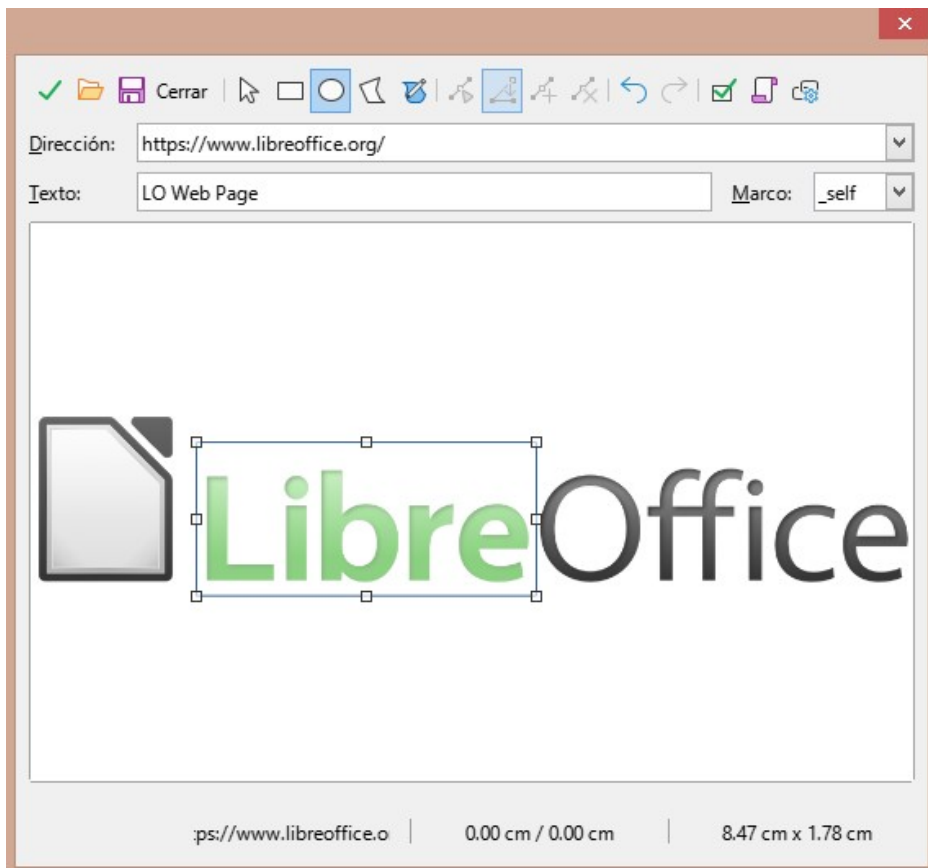 Cerrar
Dirección: https://www.libreoffice.org/
Texto: LO Web Page Marco: _self
LibreOffice
:ps://www.libreoffice.o 0.00 cm / 0.00 cm 8.47 cm x 1.78 cm